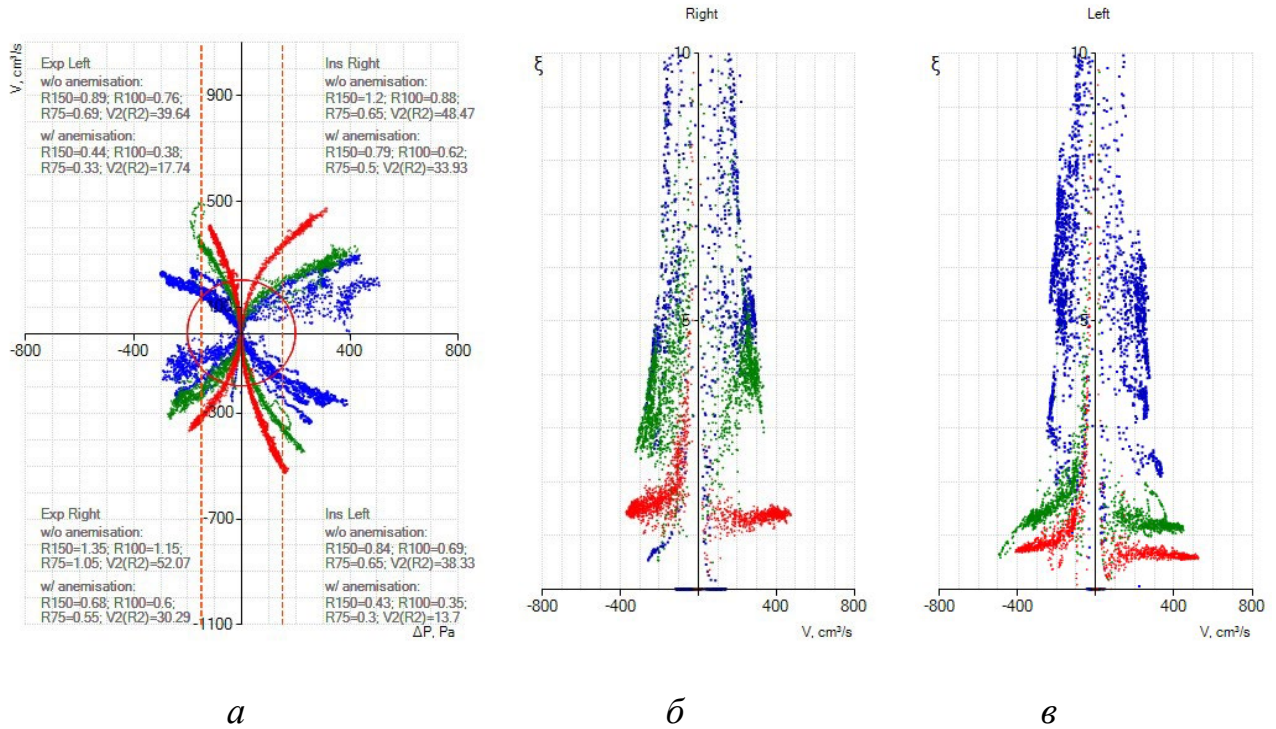 V, cm³/s
Exp Left
w/o anemisation:
R150=0.89; R100=0.76;
R75=0.69; V2(R2)=39.64
w/ anemisation:
R150=0.44; R100=0.38;
R75=0.33; V2(R2)=17.74
Ins Right
w/o anemisation:
R150=1.2; R100=0.88;
R75=0.65; V2(R2)=48.47
w/ anemisation:
R150=0.79; R100=0.62;
R75=0.5; V2(R2)=33.93
900
500
-800
-400
400
800
-300
-700
-1100
Exp Right
w/o anemisation:
R150=1.35; R100=1.15;
R75=1.05; V2(R2)=52.07
w/ anemisation:
R150=0.68; R100=0.6;
R75=0.55; V2(R2)=30.29
Ins Left
w/o anemisation:
R150=0.84; R100=0.69;
R75=0.65; V2(R2)=38.33
w/ anemisation:
R150=0.43; R100=0.35;
R75=0.3; V2(R2)=13.7
ΔP, Pa
Right
ξ
10
5
-800
-400
400
800
V, cm³/s
Left
ξ
10
5
-800
-400
400
800
V, cm³/s
а
б
в